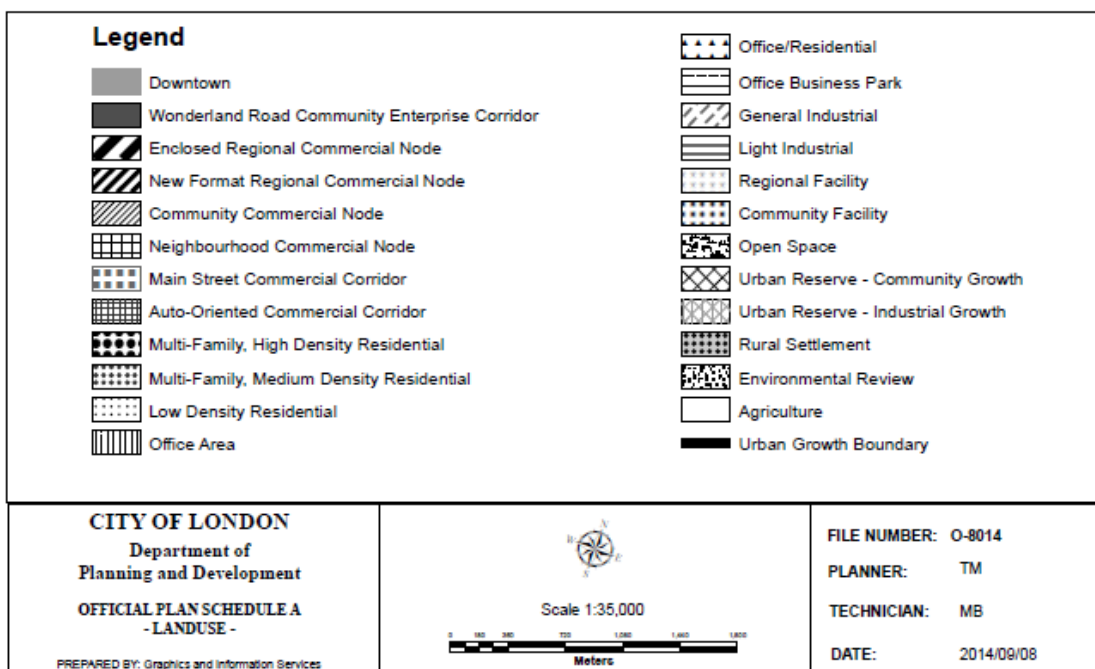 Legend
Downtown
Wonderland Road Community Enterprise Corridor
Enclosed Regional Commercial Node
New Format Regional Commercial Node
Community Commercial Node
Neighbourhood Commercial Node
Main Street Commercial Corridor
Auto-Oriented Commercial Corridor
Multi-Family, High Density Residential
Multi-Family, Medium Density Residential
Low Density Residential
Office Area
Office/Residential
Office Business Park
General Industrial
Light Industrial
Regional Facility
Community Facility
Open Space
Urban Reserve - Community Growth
Urban Reserve - Industrial Growth
Rural Settlement
Environmental Review
Agriculture
Urban Growth Boundary
CITY OF LONDON
Department of
Planning and Development
OFFICIAL PLAN SCHEDULE A
- LANDUSE -
PREPARED BY: Graphics and Information Services
N
W
E
S
Scale 1:35,000
0 720 1,800
Meters
FILE NUMBER: O-8014
PLANNER: TM
TECHNICIAN: MB
DATE: 2014/09/08